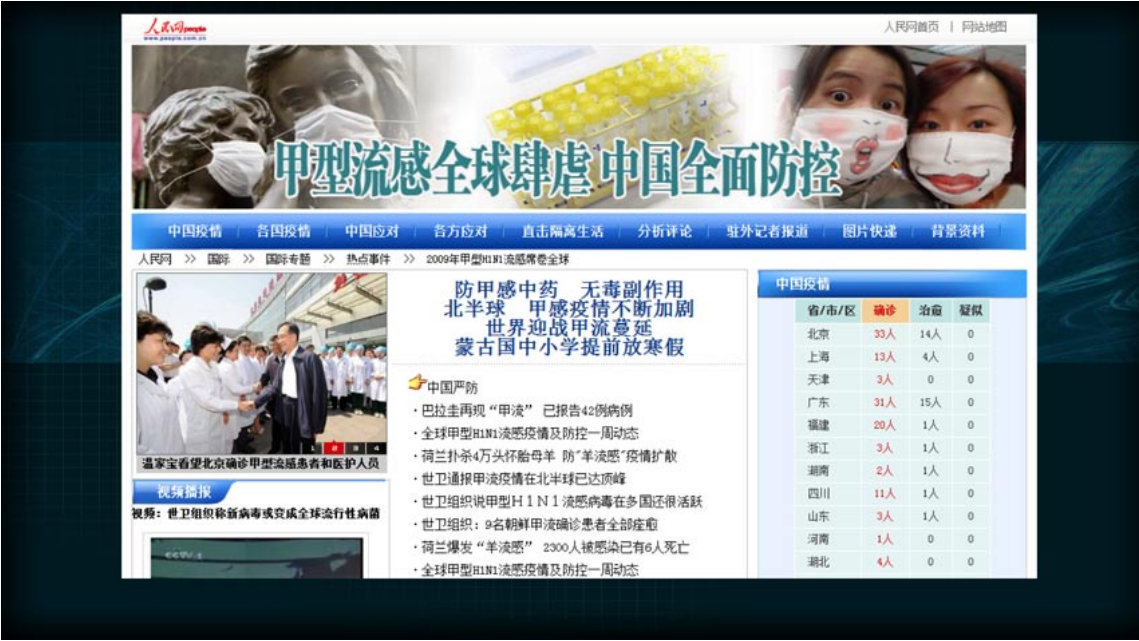 人民网 people
www.people.com.cn
人民网首页 | 网站地图
甲型流感全球肆虐 中国全面防控
中国疫情 各国疫情 中国应对 各方应对 直击隔离生活 分析评论 驻外记者报道 图片快递 背景资料
人民网 >> 国际 >> 国际专题 >> 热点事件 >> 2009年甲型H1N1流感席卷全球
1 2 3 4
温家宝看望北京确诊甲型流感患者和医护人员
视频播报
视频：世卫组织称新病毒或变成全球流行性病菌
CCTV-1
防甲感中药 无毒副作用
北半球 甲感疫情不断加剧
世界迎战甲流蔓延
蒙古国中小学提前放寒假
中国严防
·巴拉圭再现“甲流” 已报告42例病例
·全球甲型H1N1流感疫情及防控一周动态
·荷兰扑杀4万头怀胎母羊 防"羊流感"疫情扩散
·世卫通报甲流疫情在北半球已达顶峰
·世卫组织说甲型Ｈ１Ｎ１流感病毒在多国还很活跃
·世卫组织：9名朝鲜甲流确诊患者全部痊愈
·荷兰爆发“羊流感” 2300人被感染已有6人死亡
·全球甲型H1N1流感疫情及防控一周动态
中国疫情
省/市/区 确诊 治愈 疑似
北京 33人 14人 0
上海 13人 4人 0
天津 3人 0 0
广东 31人 15人 0
福建 20人 1人 0
浙江 3人 1人 0
湖南 2人 1人 0
四川 11人 1人 0
山东 3人 1人 0
河南 1人 0 0
湖北 4人 0 0